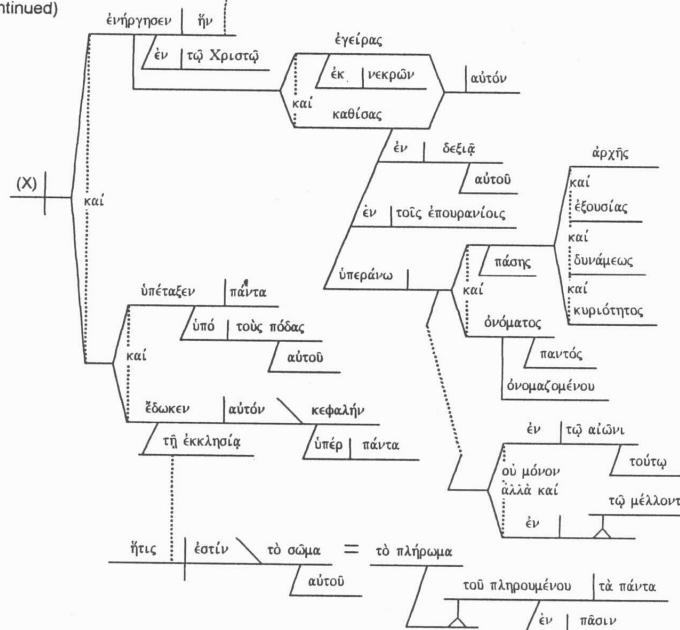 ntinued)
ἐνήργησεν ἥν
ἐν τῷ Χριστῷ
ἐγείρας
ἐκ νεκρῶν
αὐτόν
καί
καθίσας
ἐν δεξιᾷ
αὐτοῦ
ἐν τοῖς ἐπουρανίοις
ἀρχῆς
καί
ἐξουσίας
καί
δυνάμεως
καί
κυριότητος
(X)
καί
ὑπεράνω
πάσης
καί
ὀνόματος
παντός
ὀνομαζομένου
ὑπέταξεν πάντα
ὑπό τοὺς πόδας
αὐτοῦ
καί
ἔδωκεν αὐτόν κεφαλήν
τῇ ἐκκλησίᾳ
ὑπέρ πάντα
ἐν τῷ αἰῶνι
τούτῳ
οὐ μόνον
ἀλλὰ καί
τῷ μέλλοντ
ἐν
ἥτις ἐστίν τὸ σῶμα = τὸ πλήρωμα
αὐτοῦ
τοῦ πληρουμένου τὰ πάντα
ἐν πᾶσιν